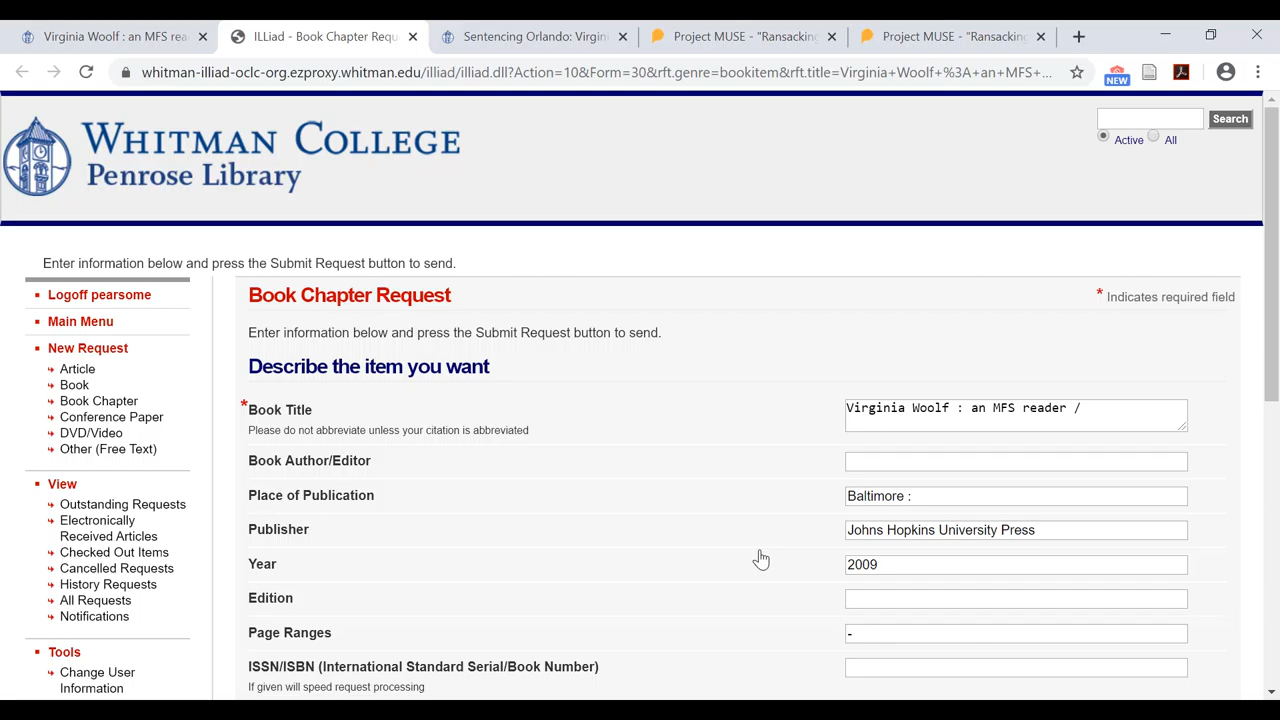 Virginia Woolf : an MFS rea
ILLiad - Book Chapter Requ
Sentencing Orlando: Virgin
Project MUSE - "Ransacking
Project MUSE - "Ransacking
whitman-illiad-oclc-org.ezproxy.whitman.edu/illiad/illiad.dll?Action=10&Form=30&rft.genre=bookitem&rft.title=Virginia+Woolf+%3A+an+MFS+...
NEW
WHITMAN COLLEGE
Penrose Library
Search
Active All
Enter information below and press the Submit Request button to send.
Logoff pearsome
Main Menu
New Request
Article
Book
Book Chapter
Conference Paper
DVD/Video
Other (Free Text)
View
Outstanding Requests
Electronically
Received Articles
Checked Out Items
Cancelled Requests
History Requests
All Requests
Notifications
Tools
Change User
Information
Book Chapter Request
* Indicates required field
Enter information below and press the Submit Request button to send.
Describe the item you want
*Book Title
Virginia Woolf : an MFS reader /
Please do not abbreviate unless your citation is abbreviated
Book Author/Editor
Place of Publication
Baltimore :
Publisher
Johns Hopkins University Press
Year
2009
Edition
Page Ranges
-
ISSN/ISBN (International Standard Serial/Book Number)
If given will speed request processing